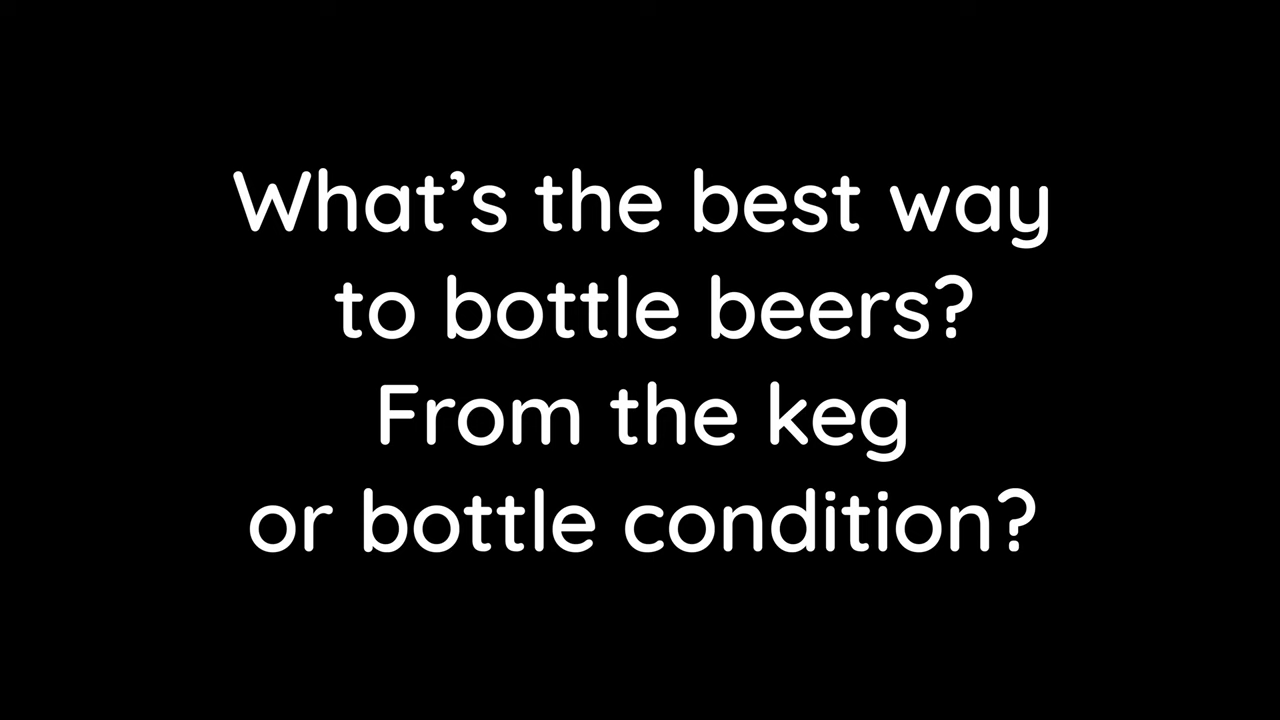 What’s the best way
to bottle beers?
From the keg
or bottle condition?